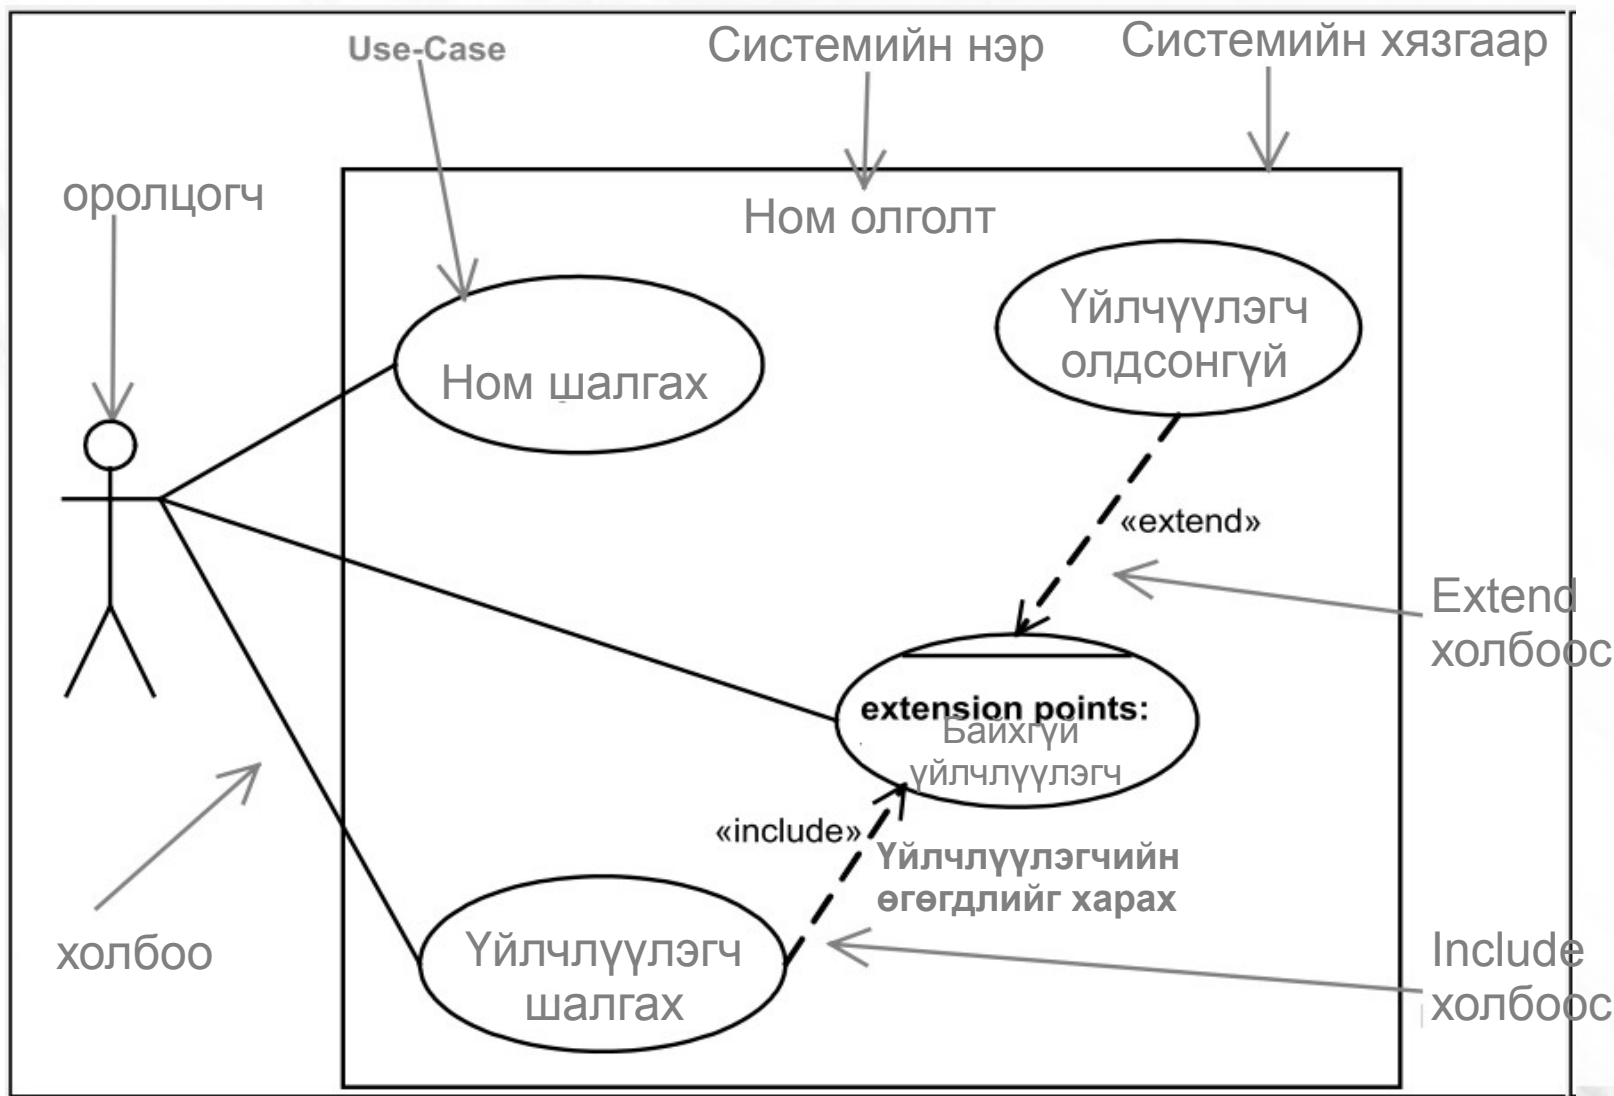 Use-Case
Системийн нэр
Системийн хязгаар
оролцогч
Ном олголт
Үйлчүүлэгч
олдсонгүй
Ном шалгах
«extend»
Extend
холбоос
extension points:
Байхгүй
үйлчлүүлэгч
«include»
Үйлчлүүлэгчийн
өгөгдлийг харах
холбоо
Үйлчлүүлэгч
шалгах
Include
холбоос